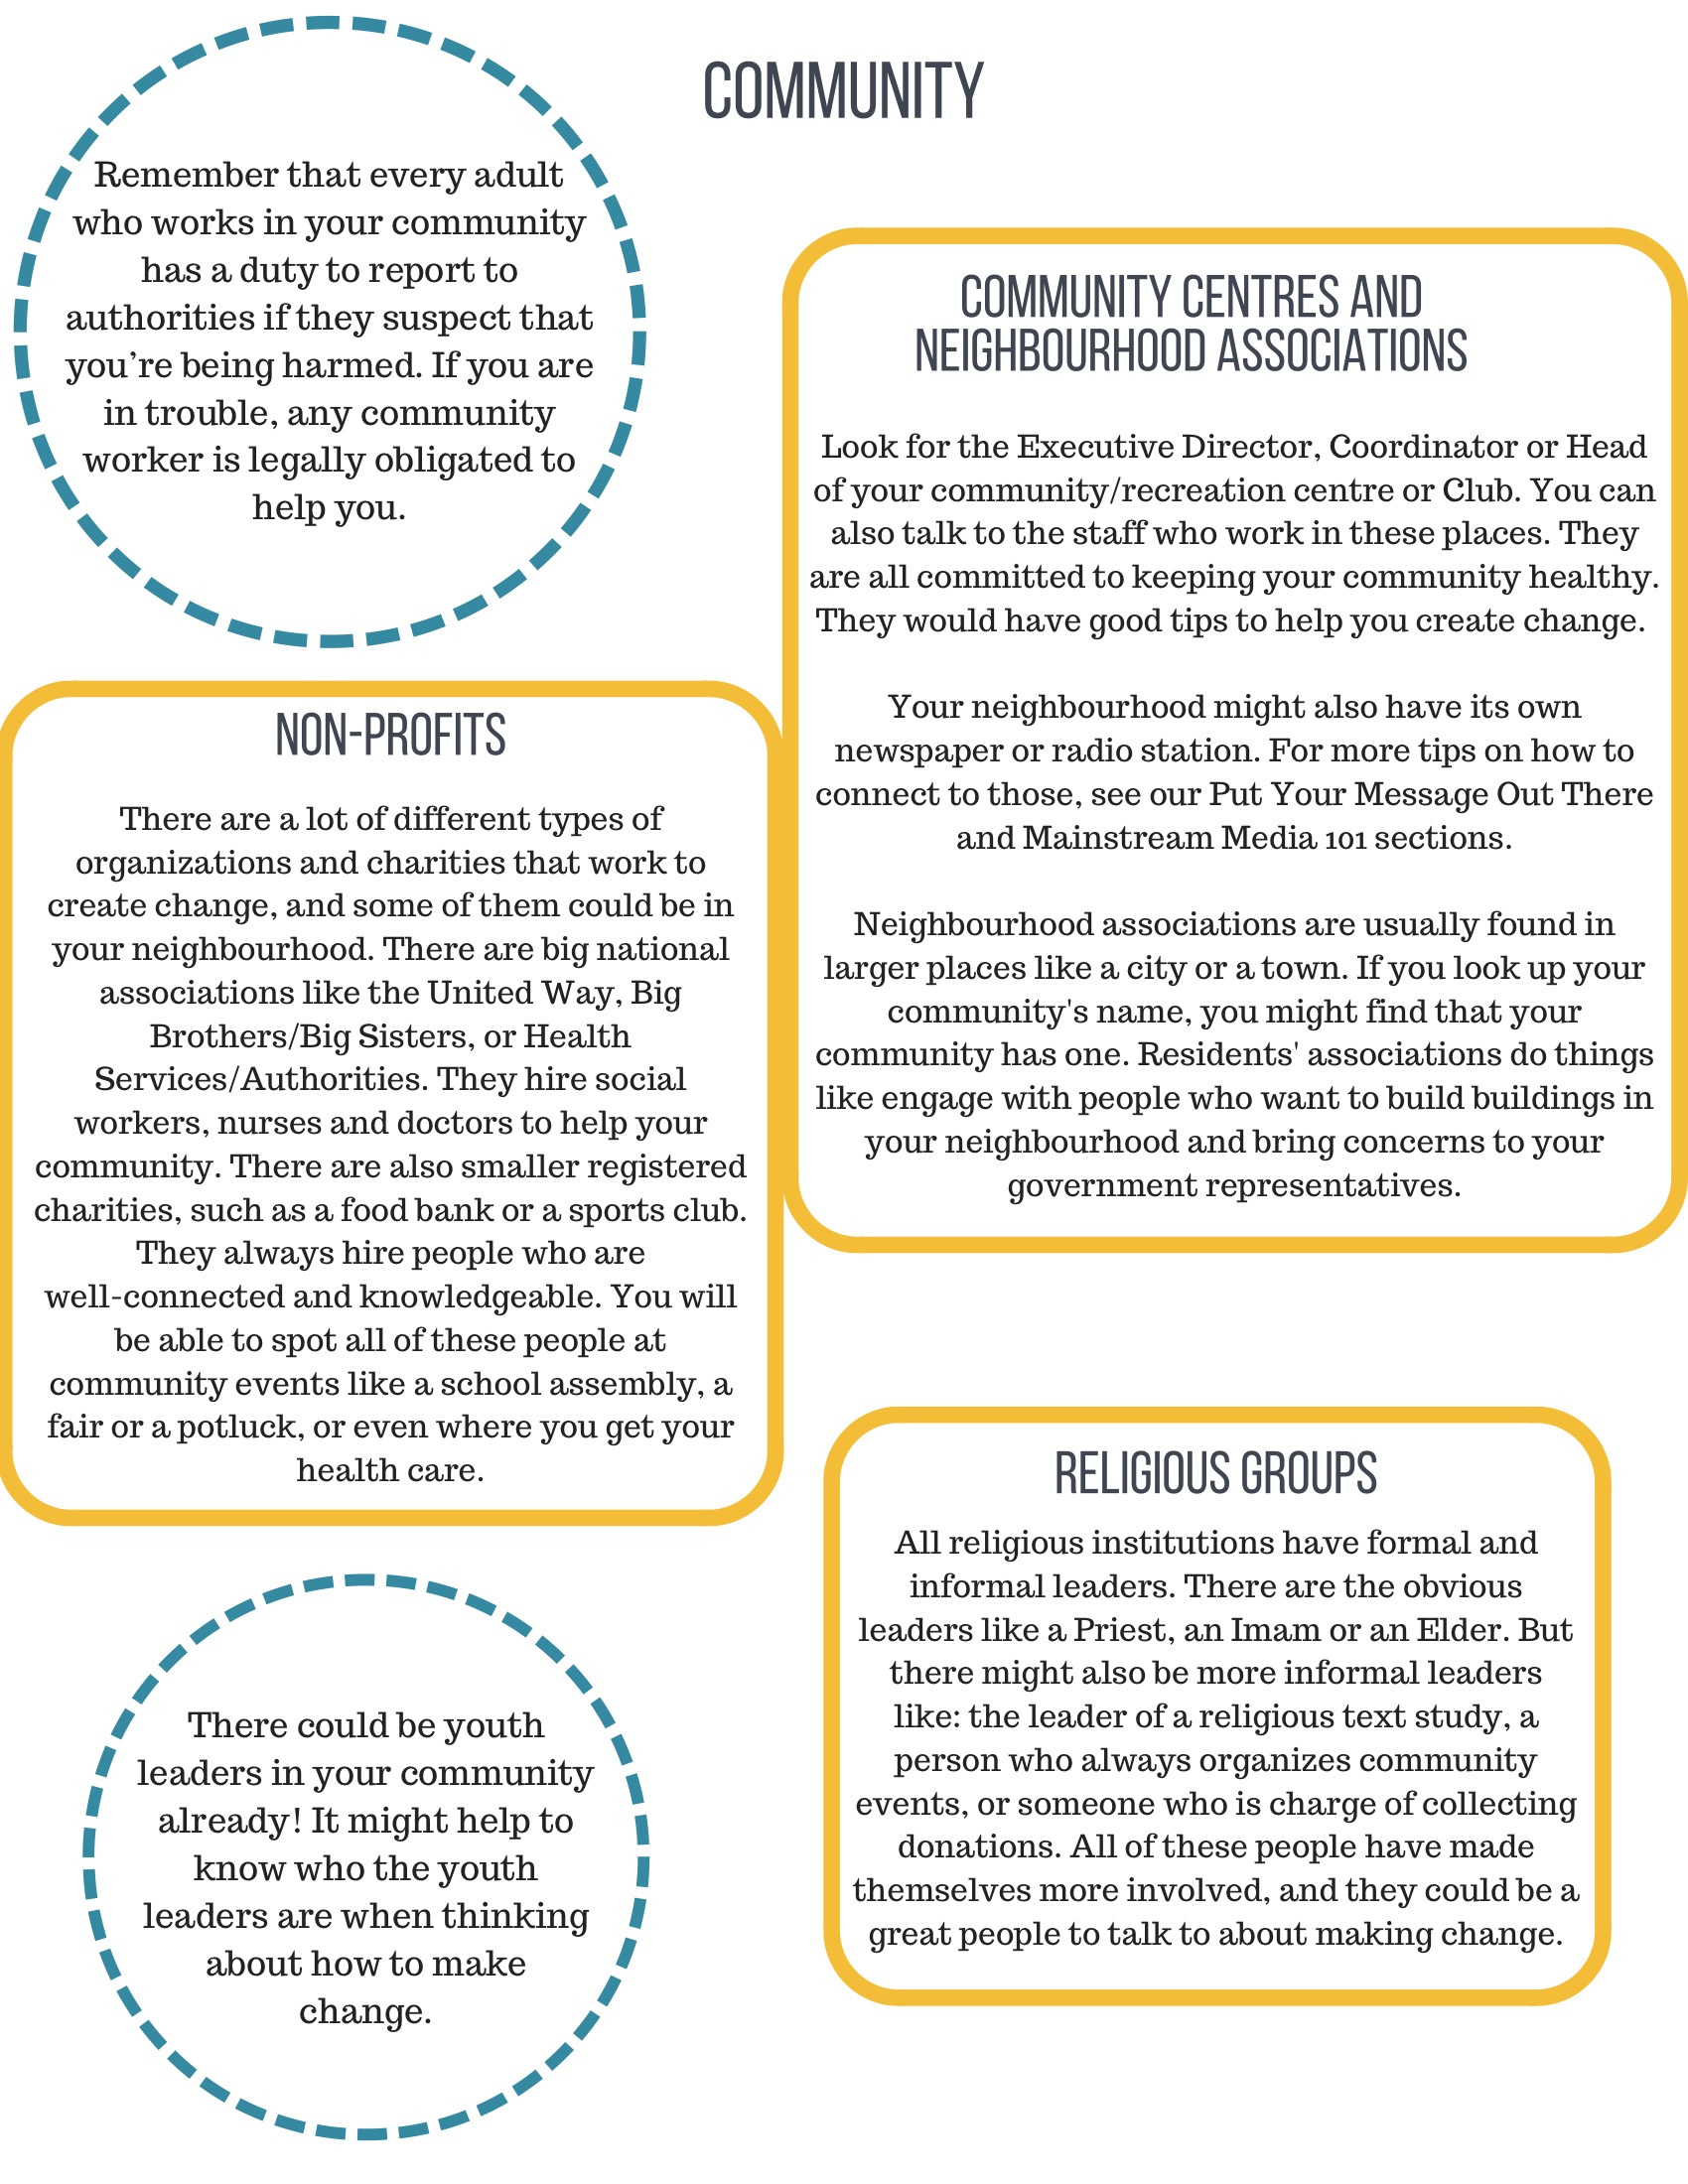 COMMUNITY
Remember that every adult
who works in your community
has a duty to report to
authorities if they suspect that
you’re being harmed. If you are
in trouble, any community
worker is legally obligated to
help you.
COMMUNITY CENTRES AND
NEIGHBOURHOOD ASSOCIATIONS
Look for the Executive Director, Coordinator or Head
of your community/recreation centre or Club. You can
also talk to the staff who work in these places. They
are all committed to keeping your community healthy.
They would have good tips to help you create change.
Your neighbourhood might also have its own
newspaper or radio station. For more tips on how to
connect to those, see our Put Your Message Out There
and Mainstream Media 101 sections.
Neighbourhood associations are usually found in
larger places like a city or a town. If you look up your
community's name, you might find that your
community has one. Residents' associations do things
like engage with people who want to build buildings in
your neighbourhood and bring concerns to your
government representatives.
NON-PROFITS
There are a lot of different types of
organizations and charities that work to
create change, and some of them could be in
your neighbourhood. There are big national
associations like the United Way, Big
Brothers/Big Sisters, or Health
Services/Authorities. They hire social
workers, nurses and doctors to help your
community. There are also smaller registered
charities, such as a food bank or a sports club.
They always hire people who are
well-connected and knowledgeable. You will
be able to spot all of these people at
community events like a school assembly, a
fair or a potluck, or even where you get your
health care.
RELIGIOUS GROUPS
All religious institutions have formal and
informal leaders. There are the obvious
leaders like a Priest, an Imam or an Elder. But
there might also be more informal leaders
like: the leader of a religious text study, a
person who always organizes community
events, or someone who is charge of collecting
donations. All of these people have made
themselves more involved, and they could be a
great people to talk to about making change.
There could be youth
leaders in your community
already! It might help to
know who the youth
leaders are when thinking
about how to make
change.